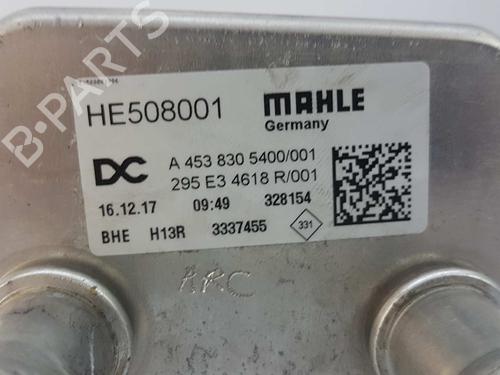 HE508001
MAHLE
Germany
DC A 453 830 5400/001
295 E3 4618 R/001
16.12.17 09:49 328154
BHE H13R 3337455 331
ARC
B-PARTS